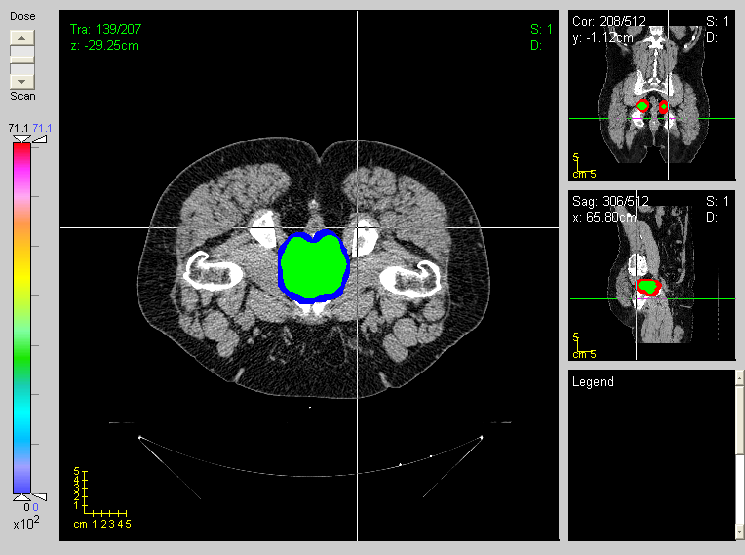 Dose
Scan
71.1 71.1
0 0
x10²
Tra: 139/207
z: -29.25cm
S: 1
D:
5
4
3
2
1
cm 1 2 3 4 5
Cor: 208/512
y: -1.12cm
S: 1
D:
5
cm 5
Sag: 306/512
x: 65.80cm
S: 1
D:
5
cm 5
Legend